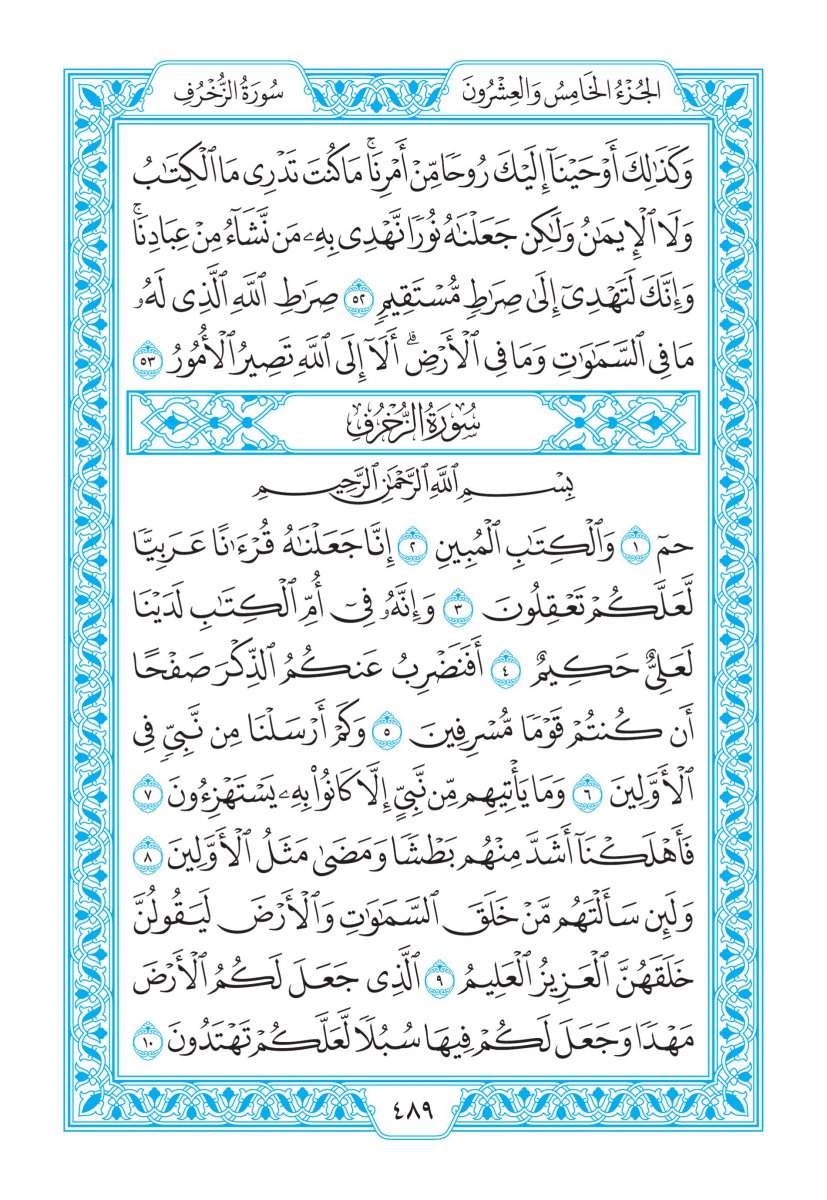 الجُزْءُ الخَامِسُ وَالعِشْرُونَ
سُورَةُ الزُّخْرُفِ
وَكَذَٰلِكَ أَوْحَيْنَآ إِلَيْكَ رُوحًا مِّنْ أَمْرِنَا ۚ مَا كُنتَ تَدْرِى مَا ٱلْكِتَٰبُ
وَلَا ٱلْإِيمَٰنُ وَلَٰكِن جَعَلْنَٰهُ نُورًا نَّهْدِى بِهِۦ مَن نَّشَآءُ مِنْ عِبَادِنَا ۚ
وَإِنَّكَ لَتَهْدِىٓ إِلَىٰ صِرَٰطٍ مُّسْتَقِيمٍ ٥٢ صِرَٰطِ ٱللَّهِ ٱلَّذِى لَهُۥ
مَا فِى ٱلسَّمَٰوَٰتِ وَمَا فِى ٱلْأَرْضِ ۗ أَلَآ إِلَى ٱللَّهِ تَصِيرُ ٱلْأُمُورُ ٥٣
سُورَةُ الزُّخْرُفِ
بِسْمِ ٱللَّهِ ٱلرَّحْمَٰنِ ٱلرَّحِيمِ
حمٓ ١ وَٱلْكِتَٰبِ ٱلْمُبِينِ ٢ إِنَّا جَعَلْنَٰهُ قُرْءَٰنًا عَرَبِيًّا
لَّعَلَّكُمْ تَعْقِلُونَ ٣ وَإِنَّهُۥ فِىٓ أُمِّ ٱلْكِتَٰبِ لَدَيْنَا
لَعَلِىٌّ حَكِيمٌ ٤ أَفَنَضْرِبُ عَنكُمُ ٱلذِّكْرَ صَفْحًا
أَن كُنتُمْ قَوْمًا مُّسْرِفِينَ ٥ وَكَمْ أَرْسَلْنَا مِن نَّبِىٍّ فِى
ٱلْأَوَّلِينَ ٦ وَمَا يَأْتِيهِم مِّن نَّبِىٍّ إِلَّا كَانُوا۟ بِهِۦ يَسْتَهْزِءُونَ ٧
فَأَهْلَكْنَآ أَشَدَّ مِنْهُم بَطْشًا وَمَضَىٰ مَثَلُ ٱلْأَوَّلِينَ ٨
وَلَئِن سَأَلْتَهُم مَّنْ خَلَقَ ٱلسَّمَٰوَٰتِ وَٱلْأَرْضَ لَيَقُولُنَّ
خَلَقَهُنَّ ٱلْعَزِيزُ ٱلْعَلِيمُ ٩ ٱلَّذِى جَعَلَ لَكُمُ ٱلْأَرْضَ
مَهْدًا وَجَعَلَ لَكُمْ فِيهَا سُبُلًا لَّعَلَّكُمْ تَهْتَدُونَ ١٠
٤٨٩